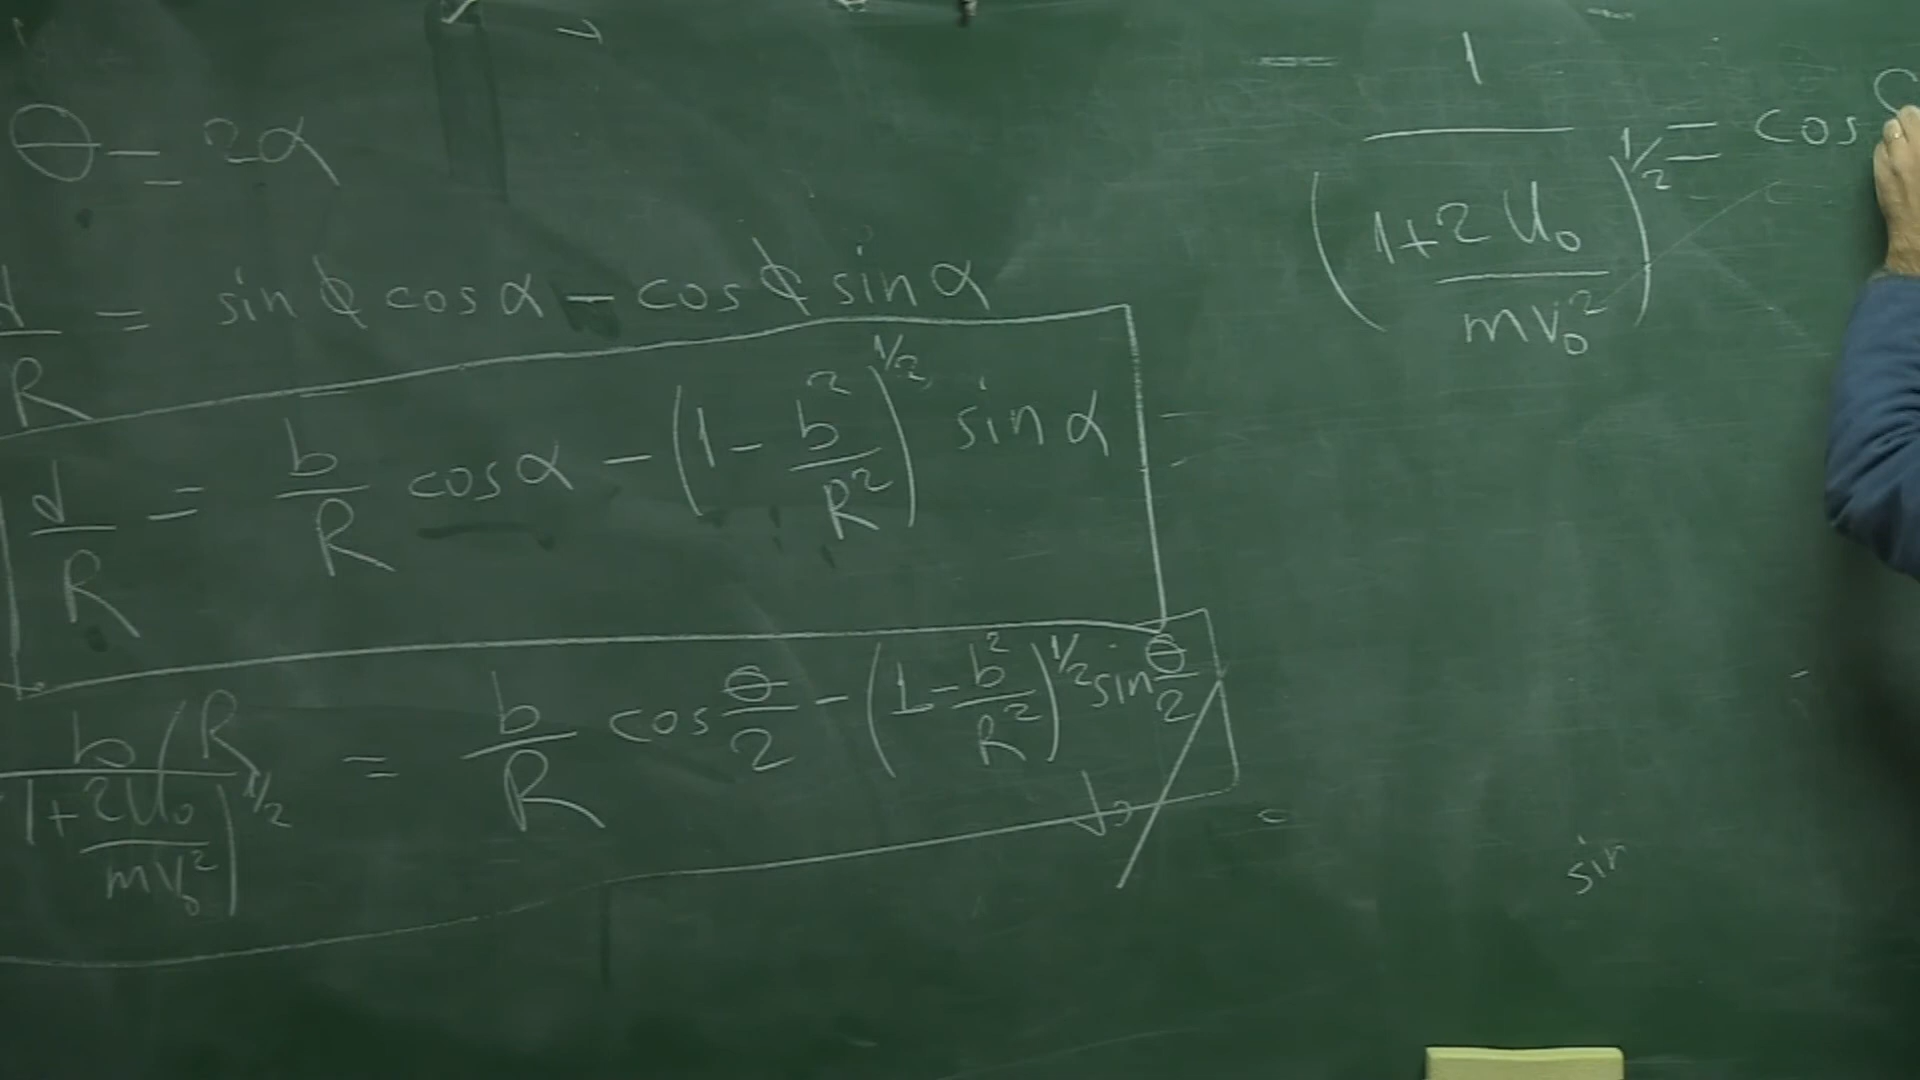 θ = 2α
d/R = sin ϕ cos α − cos ϕ sin α
d/R = b/R cos α − (1 − b²/R²)^1/2 sin α
b/R / (1 + 2U₀/mv₀²)^1/2 = b/R cos θ/2 − (1 − b²/R²)^1/2 sin θ/2
1/(1 + 2U₀/mv₀²)^1/2 = cos
sin